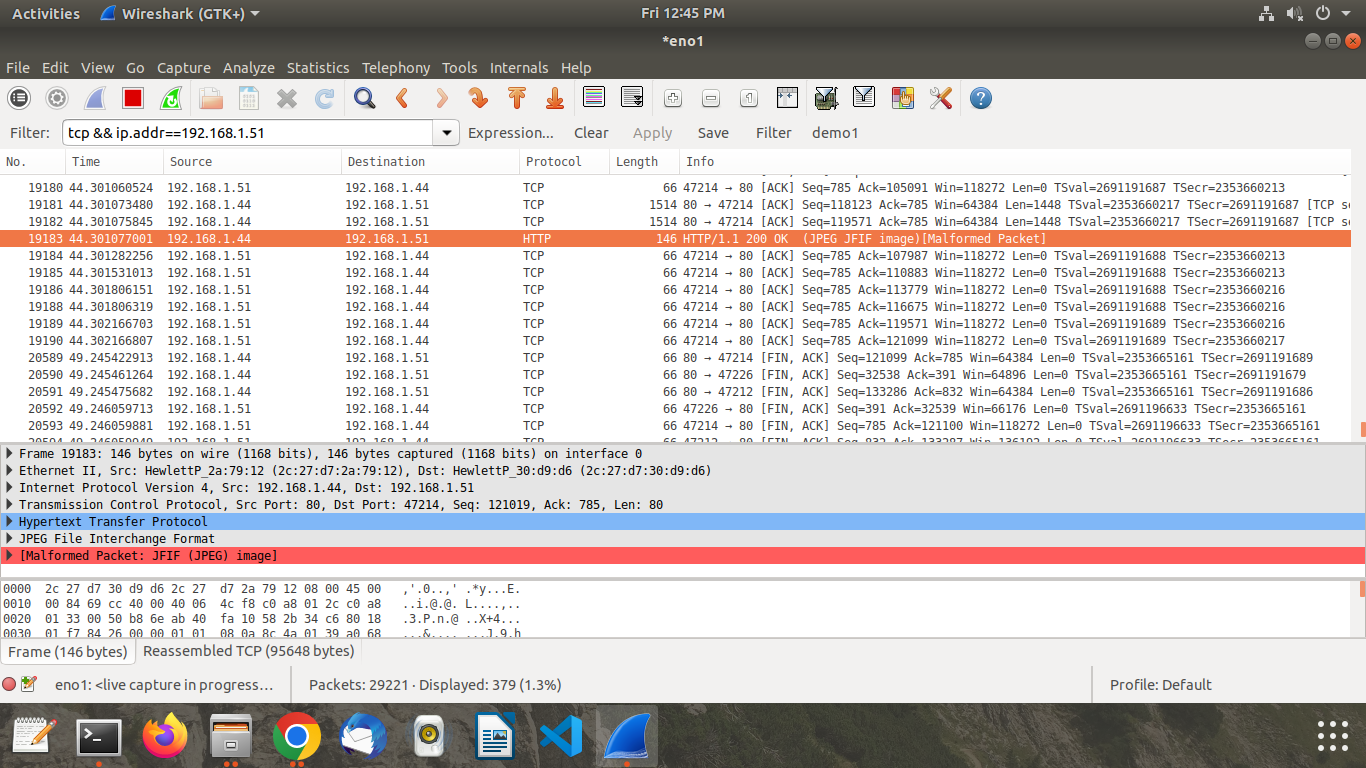 Activities Wireshark (GTK+) Fri 12:45 PM
*eno1
File Edit View Go Capture Analyze Statistics Telephony Tools Internals Help
Filter: tcp && ip.addr==192.168.1.51 Expression... Clear Apply Save Filter demo1
No. Time Source Destination Protocol Length Info
19180 44.301060524 192.168.1.51 192.168.1.44 TCP 66 47214 → 80 [ACK] Seq=785 Ack=105091 Win=118272 Len=0 TSval=2691191687 TSecr=2353660213
19181 44.301073480 192.168.1.44 192.168.1.51 TCP 1514 80 → 47214 [ACK] Seq=118123 Ack=785 Win=64384 Len=1448 TSval=2353660217 TSecr=2691191687 [TCP s
19182 44.301075845 192.168.1.44 192.168.1.51 TCP 1514 80 → 47214 [ACK] Seq=119571 Ack=785 Win=64384 Len=1448 TSval=2353660217 TSecr=2691191687 [TCP s
19183 44.301077001 192.168.1.44 192.168.1.51 HTTP 146 HTTP/1.1 200 OK (JPEG JFIF image)[Malformed Packet]
19184 44.301282256 192.168.1.51 192.168.1.44 TCP 66 47214 → 80 [ACK] Seq=785 Ack=107987 Win=118272 Len=0 TSval=2691191688 TSecr=2353660213
19185 44.301531013 192.168.1.51 192.168.1.44 TCP 66 47214 → 80 [ACK] Seq=785 Ack=110883 Win=118272 Len=0 TSval=2691191688 TSecr=2353660213
19186 44.301806151 192.168.1.51 192.168.1.44 TCP 66 47214 → 80 [ACK] Seq=785 Ack=113779 Win=118272 Len=0 TSval=2691191688 TSecr=2353660216
19188 44.301806319 192.168.1.51 192.168.1.44 TCP 66 47214 → 80 [ACK] Seq=785 Ack=116675 Win=118272 Len=0 TSval=2691191688 TSecr=2353660216
19189 44.302166703 192.168.1.51 192.168.1.44 TCP 66 47214 → 80 [ACK] Seq=785 Ack=119571 Win=118272 Len=0 TSval=2691191689 TSecr=2353660216
19190 44.302166807 192.168.1.51 192.168.1.44 TCP 66 47214 → 80 [ACK] Seq=785 Ack=121099 Win=118272 Len=0 TSval=2691191689 TSecr=2353660217
20589 49.245422913 192.168.1.44 192.168.1.51 TCP 66 80 → 47214 [FIN, ACK] Seq=121099 Ack=785 Win=64384 Len=0 TSval=2353665161 TSecr=2691191689
20590 49.245461264 192.168.1.44 192.168.1.51 TCP 66 80 → 47226 [FIN, ACK] Seq=32538 Ack=391 Win=64896 Len=0 TSval=2353665161 TSecr=2691191679
20591 49.245475682 192.168.1.44 192.168.1.51 TCP 66 80 → 47212 [FIN, ACK] Seq=133286 Ack=832 Win=64384 Len=0 TSval=2353665161 TSecr=2691191686
20592 49.246059713 192.168.1.51 192.168.1.44 TCP 66 47226 → 80 [FIN, ACK] Seq=391 Ack=32539 Win=66176 Len=0 TSval=2691196633 TSecr=2353665161
20593 49.246059881 192.168.1.51 192.168.1.44 TCP 66 47214 → 80 [FIN, ACK] Seq=785 Ack=121100 Win=118272 Len=0 TSval=2691196633 TSecr=2353665161
Frame 19183: 146 bytes on wire (1168 bits), 146 bytes captured (1168 bits) on interface 0
Ethernet II, Src: HewlettP_2a:79:12 (2c:27:d7:2a:79:12), Dst: HewlettP_30:d9:d6 (2c:27:d7:30:d9:d6)
Internet Protocol Version 4, Src: 192.168.1.44, Dst: 192.168.1.51
Transmission Control Protocol, Src Port: 80, Dst Port: 47214, Seq: 121019, Ack: 785, Len: 80
Hypertext Transfer Protocol
JPEG File Interchange Format
[Malformed Packet: JFIF (JPEG) image]
0000 2c 27 d7 30 d9 d6 2c 27 d7 2a 79 12 08 00 45 00 ,'.0..,' .*y...E.
0010 00 84 69 cc 40 00 40 06 4c f8 c0 a8 01 2c c0 a8 ..i.@.@. L....,..
0020 01 33 00 50 b8 6e ab 40 fa 10 58 2b 34 c6 80 18 .3.P.n.@ ..X+4...
0030 01 f7 84 26 00 00 01 01 08 0a 8c 4a 01 39 a0 68 ...&.... ...J.9.h
Frame (146 bytes) Reassembled TCP (95648 bytes)
eno1: <live capture in progress... Packets: 29221 · Displayed: 379 (1.3%) Profile: Default